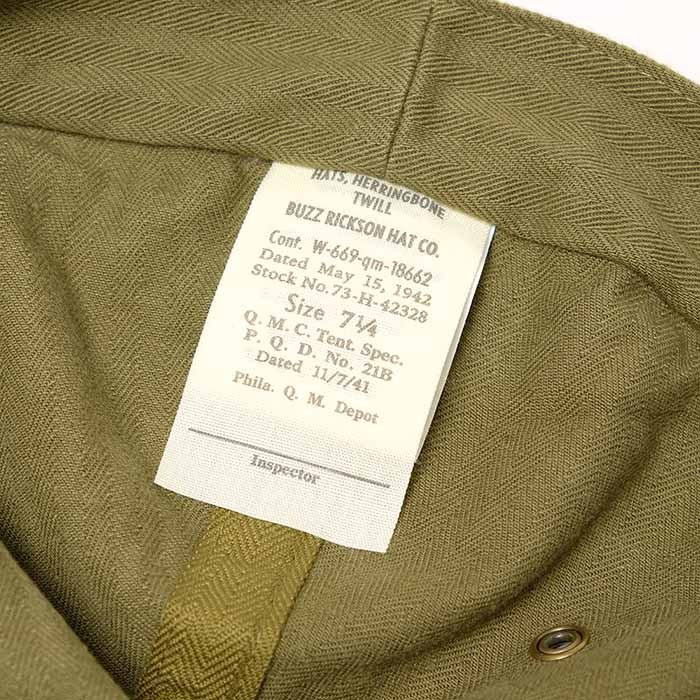 HATS, HERRINGBONE
TWILL
BUZZ RICKSON HAT CO.
Cont. W-669-qm-18662
Dated May 15, 1942
Stock No. 73-H-42328
Size 7¼
Q. M. C. Tent. Spec.
P. Q. D. No. 21B
Dated 11/7/41
Phila. Q. M. Depot
Inspector